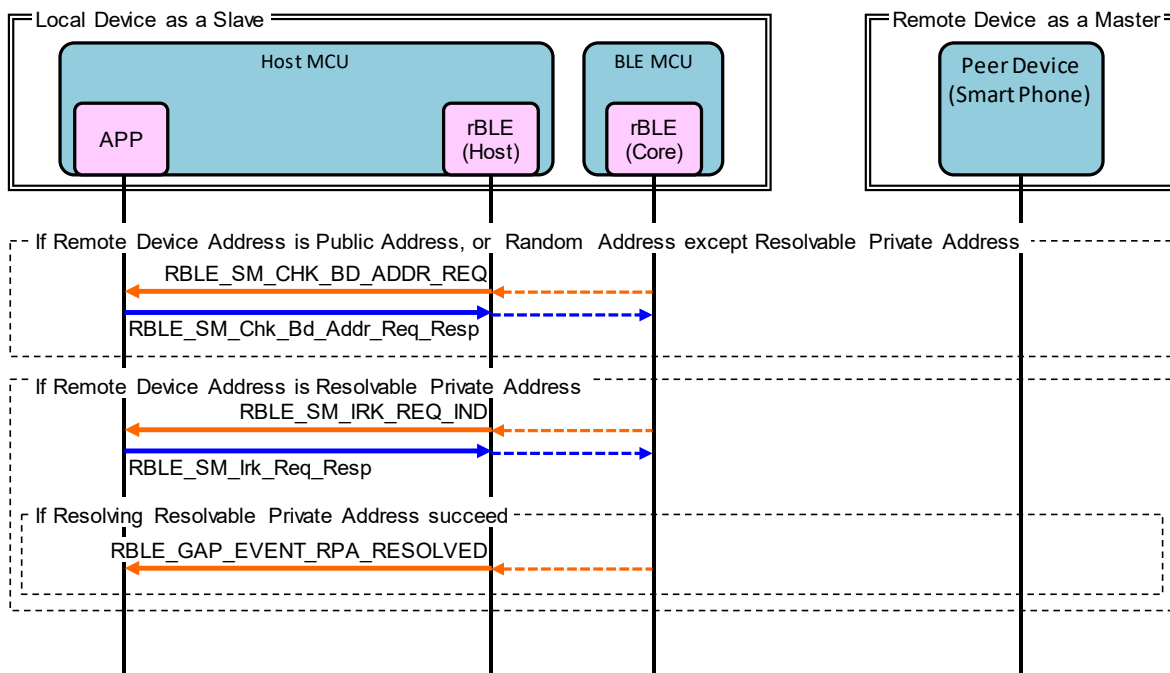 Local Device as a Slave
Remote Device as a Master
Host MCU
BLE MCU
Peer Device
(Smart Phone)
APP
rBLE
(Host)
rBLE
(Core)
If Remote Device Address is Public Address, or Random Address except Resolvable Private Address
RBLE_SM_CHK_BD_ADDR_REQ
RBLE_SM_Chk_Bd_Addr_Req_Resp
If Remote Device Address is Resolvable Private Address
RBLE_SM_IRK_REQ_IND
RBLE_SM_Irk_Req_Resp
If Resolving Resolvable Private Address succeed
RBLE_GAP_EVENT_RPA_RESOLVED